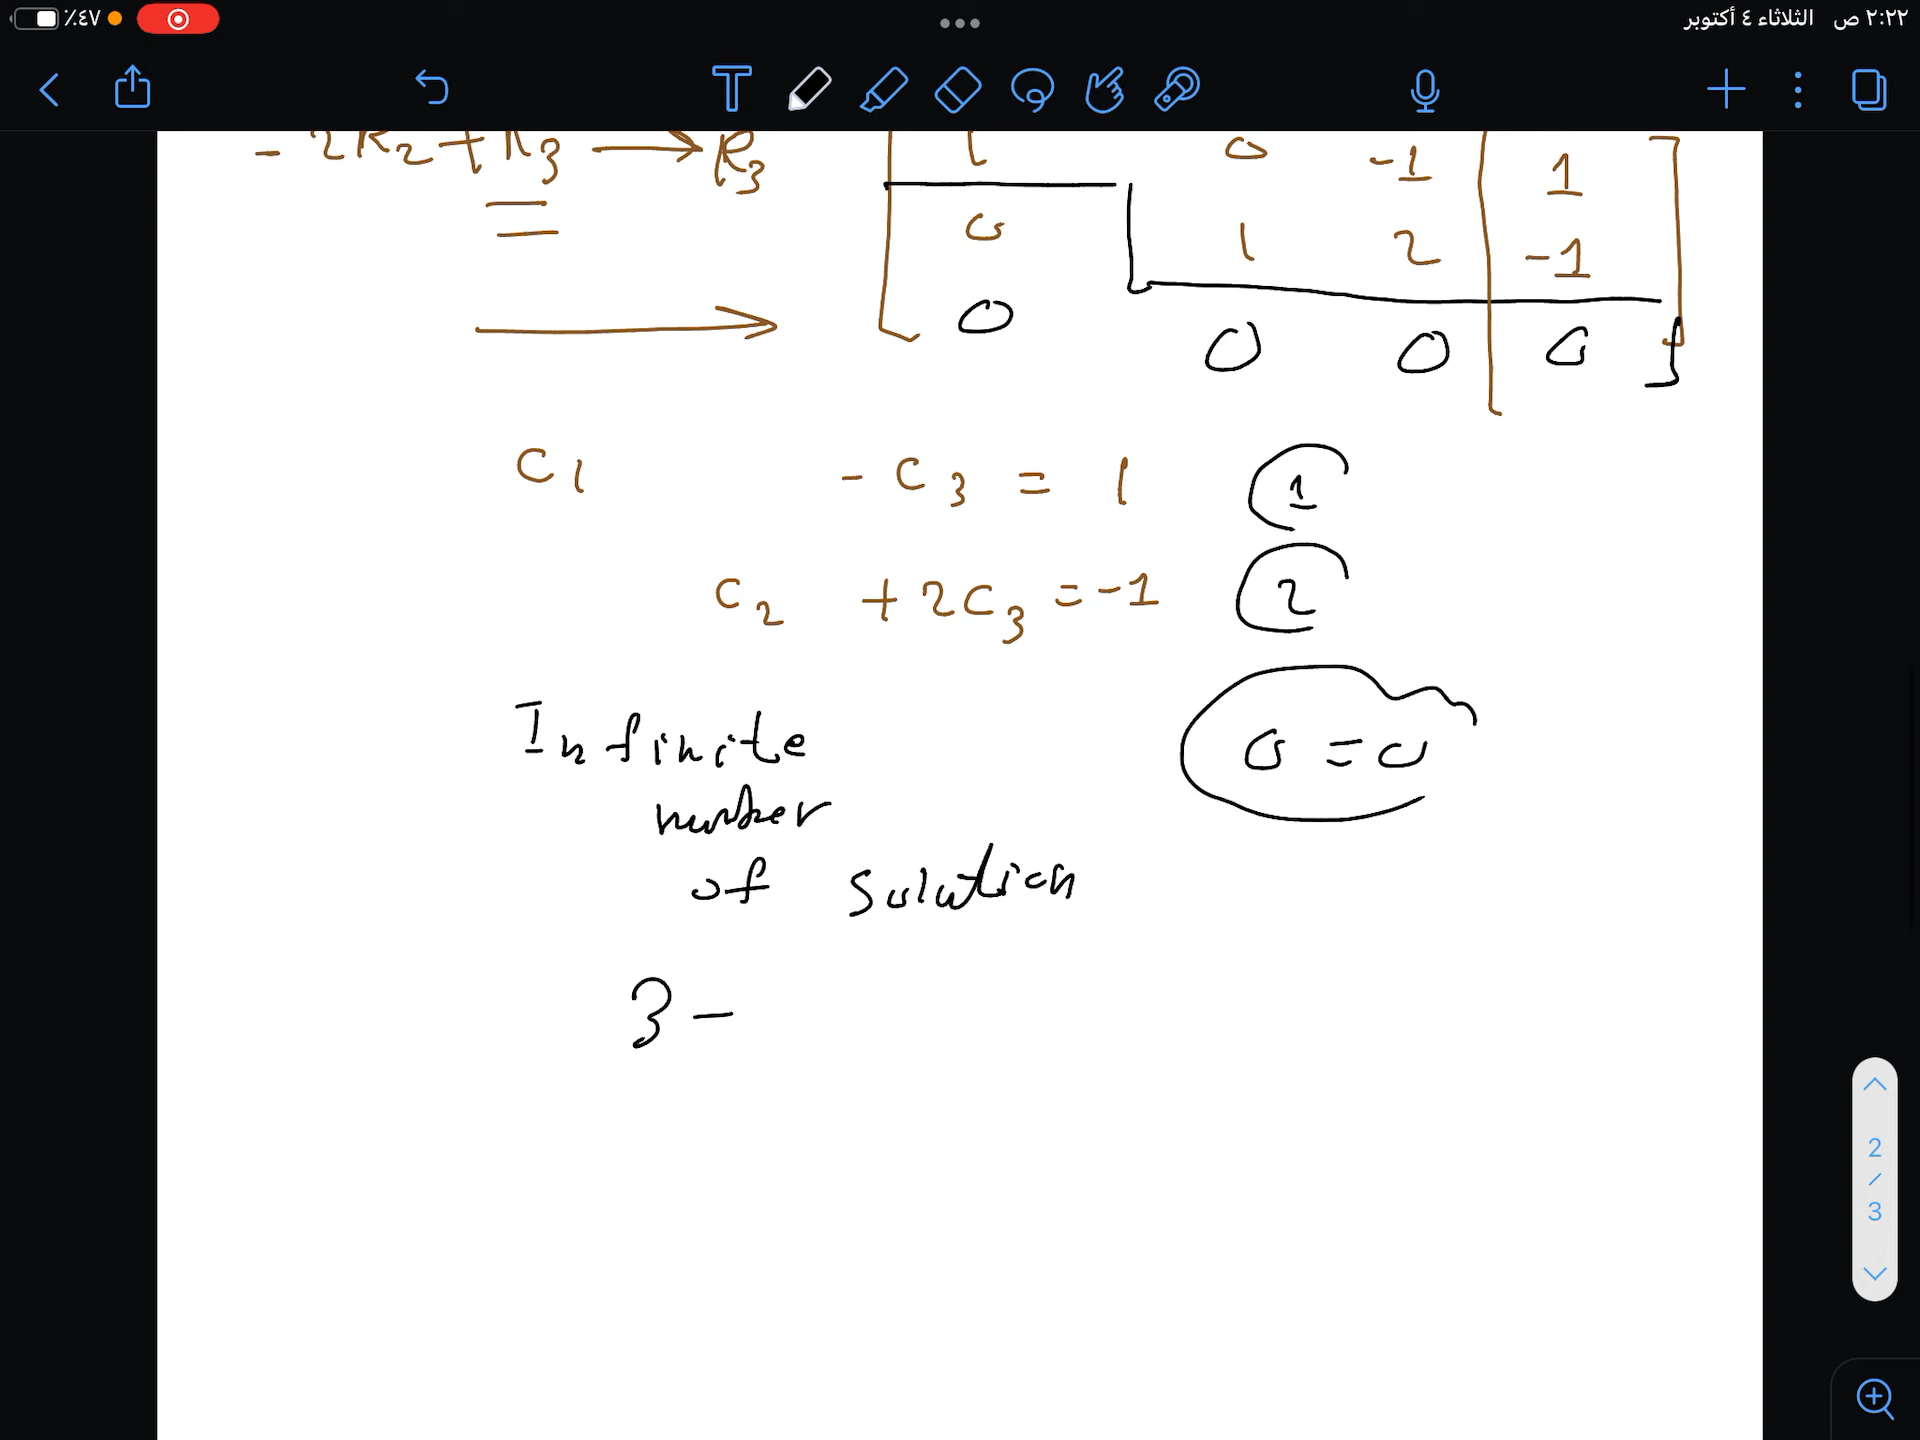 ٪٤٧
٢:٢٢ ص الثلاثاء ٤ أكتوبر
T
- 2R2 + R3 → R3
1 0 -1 1
0 1 2 -1
0 0 0 0
C1 - C3 = 1 1
C2 + 2C3 = -1 2
Infinite
0 = 0
number
of solution
3 -
2
/
3